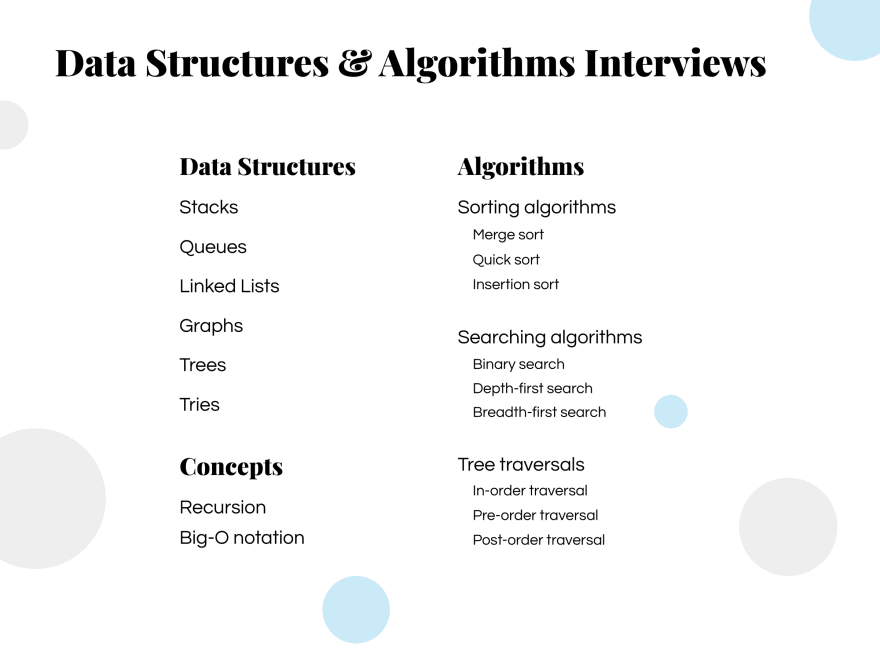 Data Structures & Algorithms Interviews
Data Structures
Stacks
Queues
Linked Lists
Graphs
Trees
Tries
Concepts
Recursion
Big-O notation
Algorithms
Sorting algorithms
Merge sort
Quick sort
Insertion sort
Searching algorithms
Binary search
Depth-first search
Breadth-first search
Tree traversals
In-order traversal
Pre-order traversal
Post-order traversal